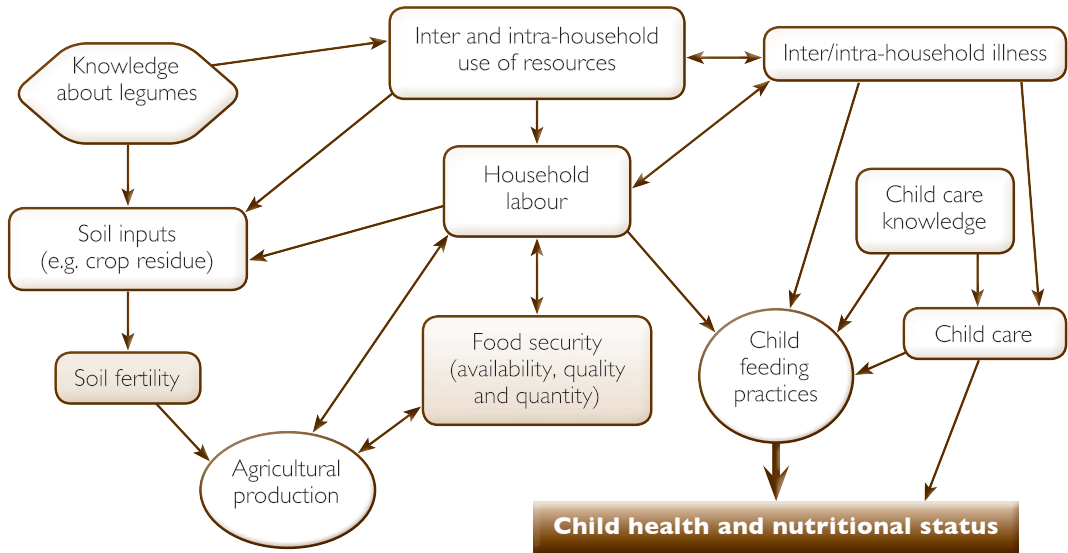 Knowledge
about legumes
Inter and intra-household
use of resources
Inter/intra-household illness
Household
labour
Child care
knowledge
Soil inputs
(e.g. crop residue)
Child care
Food security
(availability, quality
and quantity)
Child
feeding
practices
Soil fertility
Agricultural
production
Child health and nutritional status